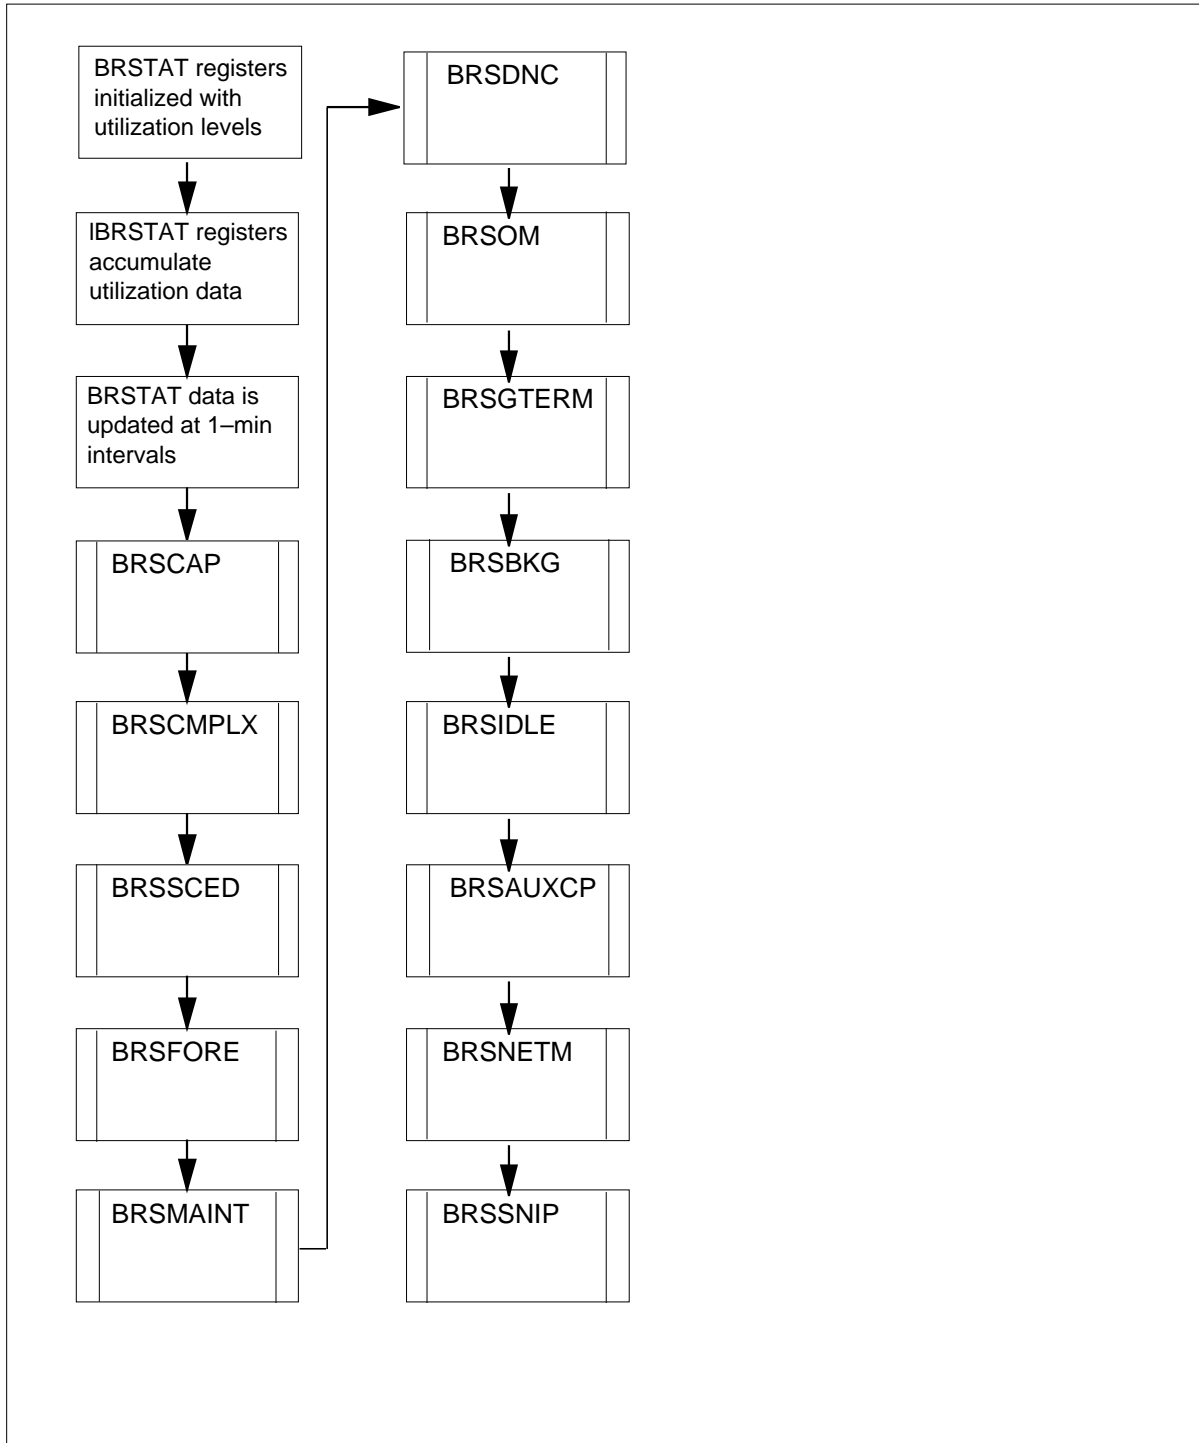 BRSTAT registers
initialized with
utilization levels
IBRSTAT registers
accumulate
utilization data
BRSTAT data is
updated at 1–min
intervals
BRSCAP
BRSCMPLX
BRSSCED
BRSFORE
BRSMAINT
BRSDNC
BRSOM
BRSGTERM
BRSBKG
BRSIDLE
BRSAUXCP
BRSNETM
BRSSNIP